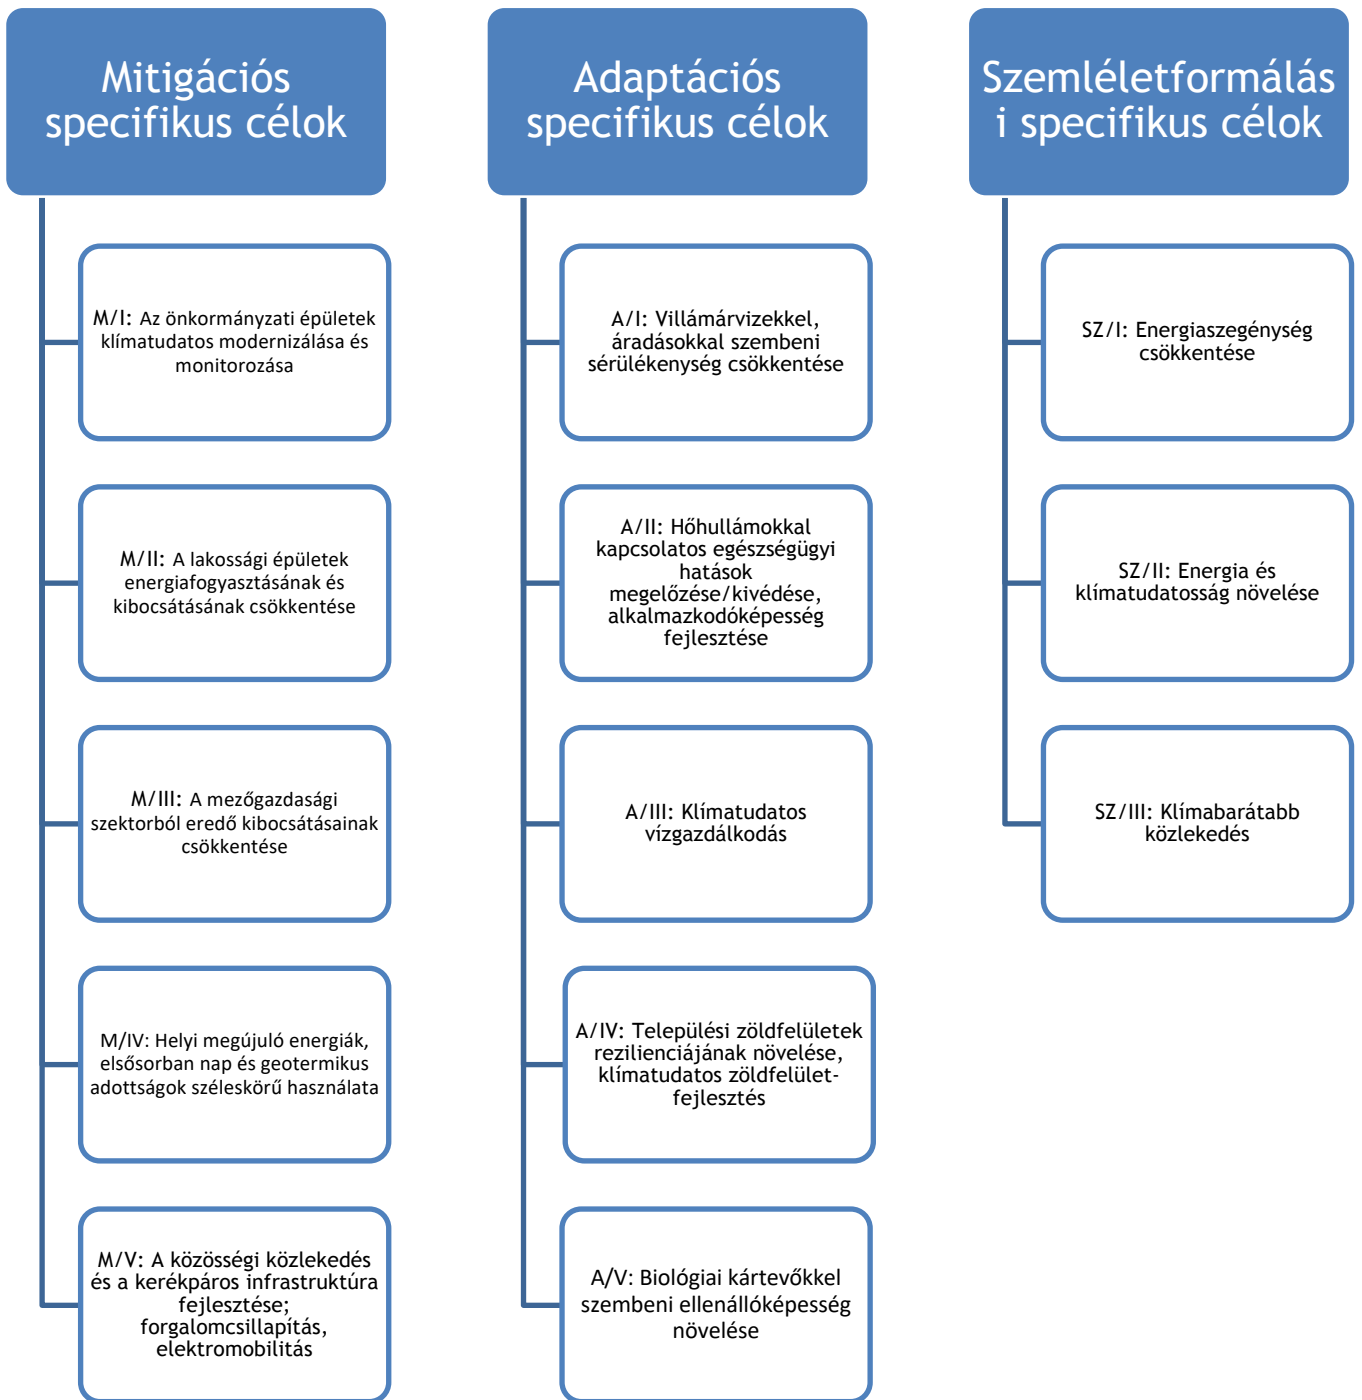 Mitigációs
specifikus célok
M/I: Az önkormányzati épületek
klímatudatos modernizálása és
monitorozása
M/II: A lakossági épületek
energiafogyasztásának és
kibocsátásának csökkentése
M/III: A mezőgazdasági
szektorból eredő kibocsátásainak
csökkentése
M/IV: Helyi megújuló energiák,
elsősorban nap és geotermikus
adottságok széleskörű használata
M/V: A közösségi közlekedés
és a kerékpáros infrastruktúra
fejlesztése;
forgalomcsillapítás,
elektromobilitás
Adaptációs
specifikus célok
A/I: Villámárvizekkel,
áradásokkal szembeni
sérülékenység csökkentése
A/II: Hőhullámokkal
kapcsolatos egészségügyi
hatások
megelőzése/kivédése,
alkalmazkodóképesség
fejlesztése
A/III: Klímatudatos
vízgazdálkodás
A/IV: Települési zöldfelületek
rezilienciájának növelése,
klímatudatos zöldfelület-
fejlesztés
A/V: Biológiai kártevőkkel
szembeni ellenállóképesség
növelése
Szemléletformálás
i specifikus célok
SZ/I: Energiaszegénység
csökkentése
SZ/II: Energia és
klímatudatosság növelése
SZ/III: Klímabarátabb
közlekedés